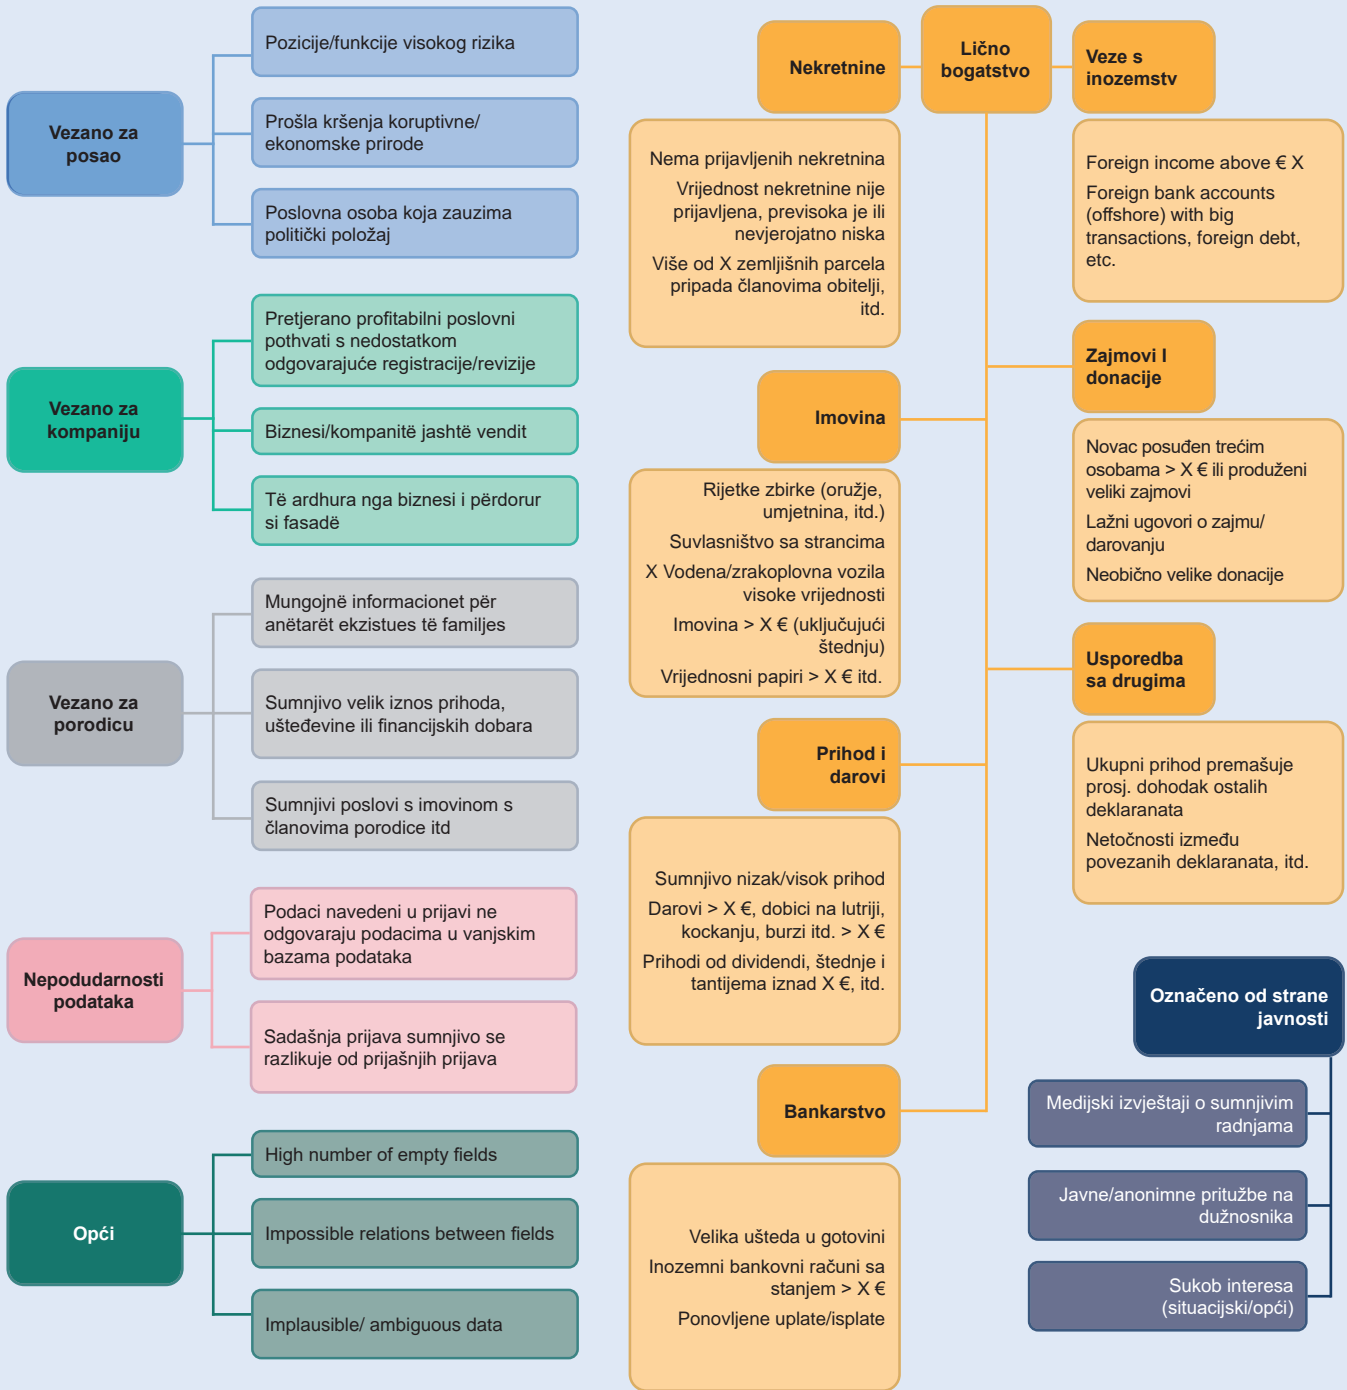 Vezano za
posao
Pozicije/funkcije visokog rizika
Prošla kršenja koruptivne/
ekonomske prirode
Poslovna osoba koja zauzima
politički položaj
Vezano za
kompaniju
Pretjerano profitabilni poslovni
pothvati s nedostatkom
odgovarajuće registracije/revizije
Biznesi/kompanitë jashtë vendit
Të ardhura nga biznesi i përdorur
si fasadë
Vezano za
porodicu
Mungojnë informacionet për
anëtarët ekzistues të familjes
Sumnjivo velik iznos prihoda,
ušteđevine ili financijskih dobara
Sumnjivi poslovi s imovinom s
članovima porodice itd
Nepodudarnosti
podataka
Podaci navedeni u prijavi ne
odgovaraju podacima u vanjskim
bazama podataka
Sadašnja prijava sumnjivo se
razlikuje od prijašnjih prijava
Opći
High number of empty fields
Impossible relations between fields
Implausible/ ambiguous data
Lično
bogatstvo
Nekretnine
Nema prijavljenih nekretnina
Vrijednost nekretnine nije
prijavljena, previsoka je ili
nevjerojatno niska
Više od X zemljišnih parcela
pripada članovima obitelji,
itd.
Imovina
Rijetke zbirke (oružje,
umjetnina, itd.)
Suvlasništvo sa strancima
X Vodena/zrakoplovna vozila
visoke vrijednosti
Imovina > X € (uključujući
štednju)
Vrijednosni papiri > X € itd.
Prihod i
darovi
Sumnjivo nizak/visok prihod
Darovi > X €, dobici na lutriji,
kockanju, burzi itd. > X €
Prihodi od dividendi, štednje i
tantijema iznad X €, itd.
Bankarstvo
Velika ušteda u gotovini
Inozemni bankovni računi sa
stanjem > X €
Ponovljene uplate/isplate
Veze s
inozemstv
Foreign income above € X
Foreign bank accounts
(offshore) with big
transactions, foreign debt,
etc.
Zajmovi I
donacije
Novac posuđen trećim
osobama > X € ili produženi
veliki zajmovi
Lažni ugovori o zajmu/
darovanju
Neobično velike donacije
Usporedba
sa drugima
Ukupni prihod premašuje
prosj. dohodak ostalih
deklaranata
Netočnosti između
povezanih deklaranata, itd.
Označeno od strane
javnosti
Medijski izvještaji o sumnjivim
radnjama
Javne/anonimne pritužbe na
dužnosnika
Sukob interesa
(situacijski/opći)